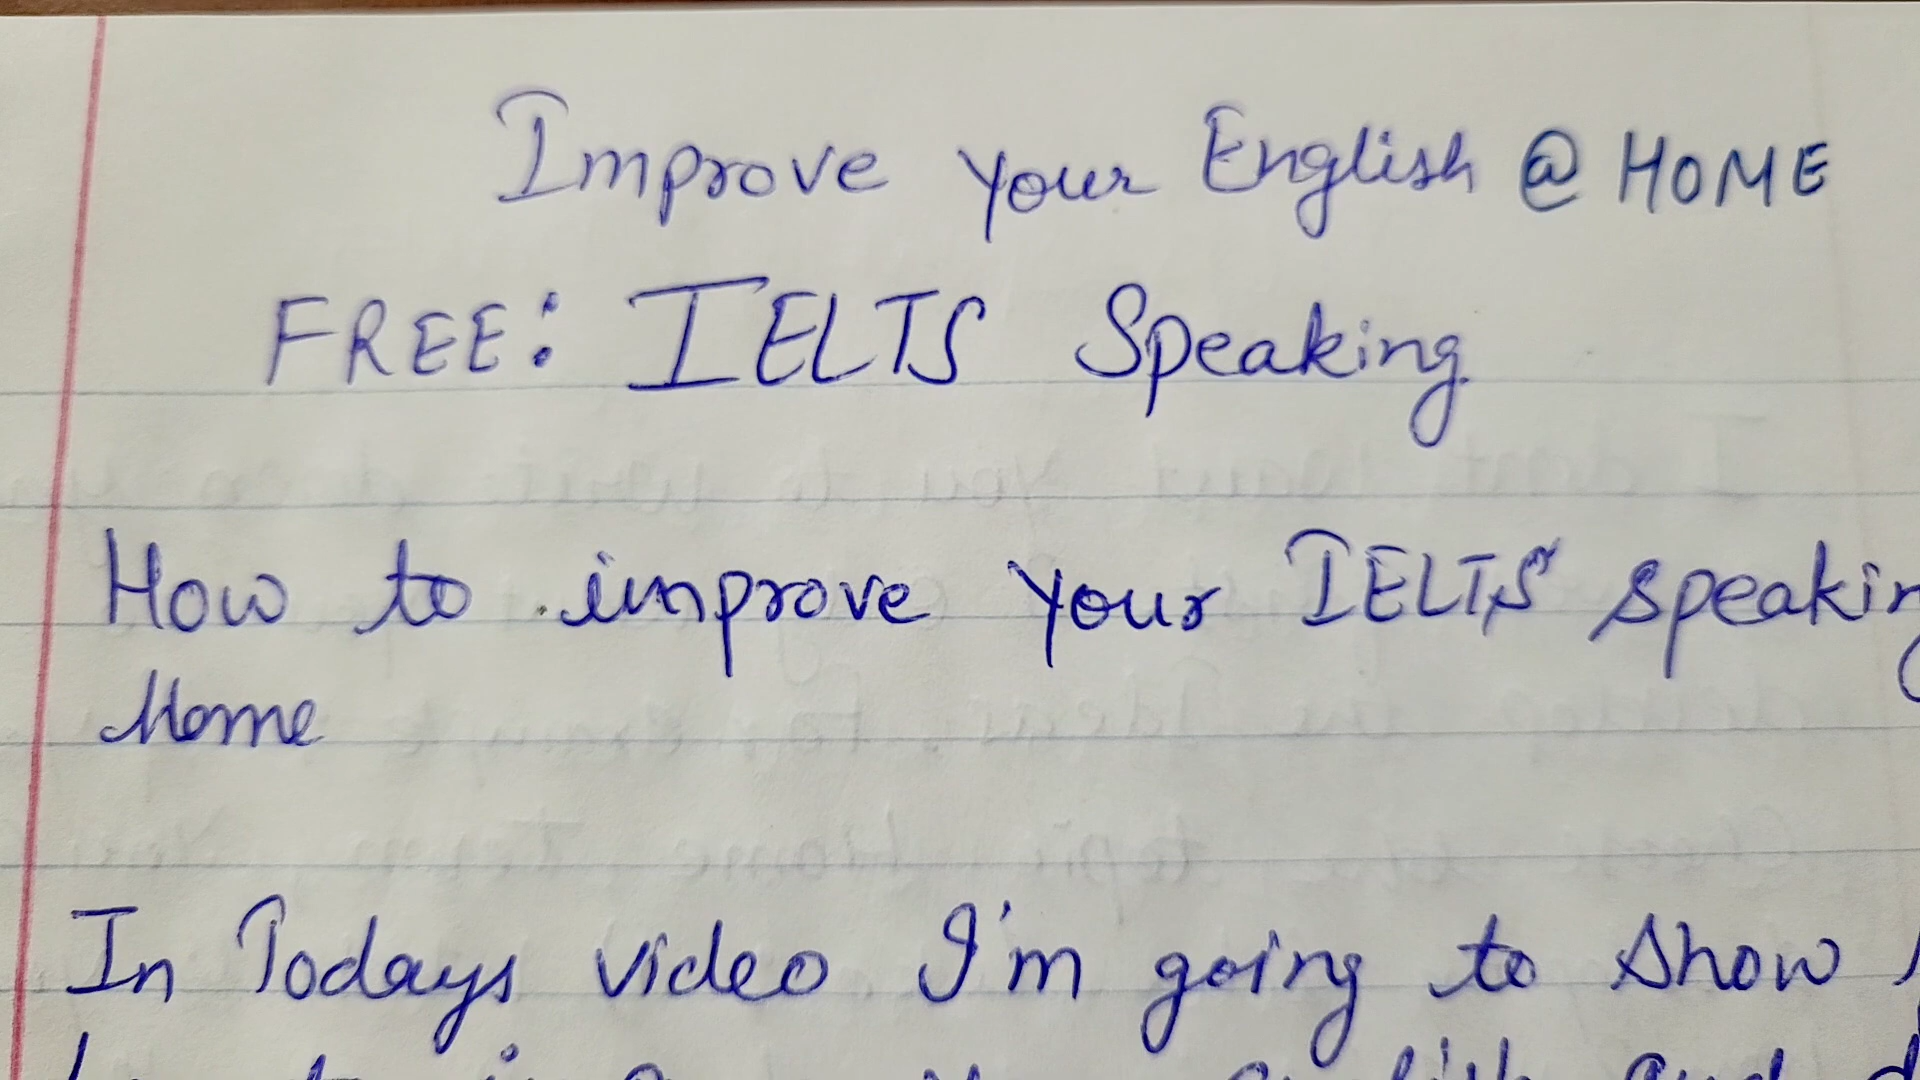 Improve your English @ HOME
FREE: IELTS Speaking
How to improve your IELTS speaking
Home
In Todays video I'm going to show